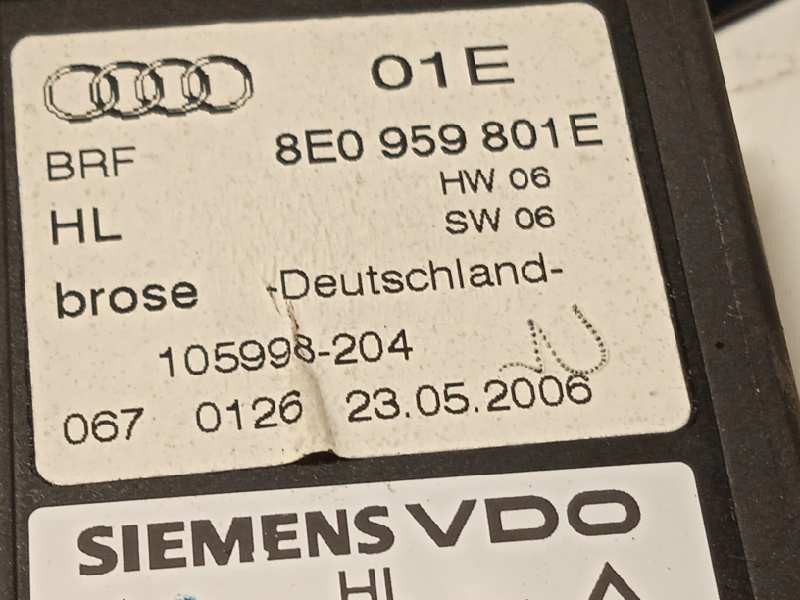 01E
BRF 8E0 959 801E
HW 06
HL SW 06
brose -Deutschland-
105998-204
067 0126 23.05.2006
SIEMENS VDO
HL